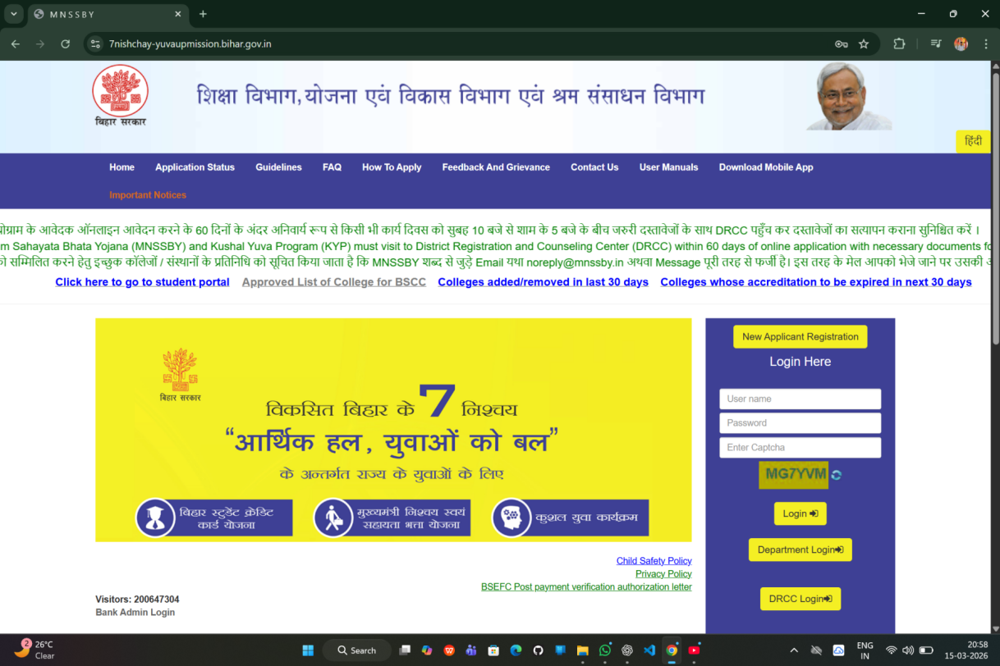 MNSSBY
7nishchay-yuvaupmission.bihar.gov.in
बिहार सरकार
शिक्षा विभाग,योजना एवं विकास विभाग एवं श्रम संसाधन विभाग
हिंदी
Home Application Status Guidelines FAQ How To Apply Feedback And Grievance Contact Us User Manuals Download Mobile App
Important Notices
के आवेदक ऑनलाइन आवेदन करने के 60 दिनों के अंदर अनिवार्य रूप से किसी भी कार्य दिवस को सुबह 10 बजे से शाम के 5 बजे के बीच जरुरी दस्तावेजों के साथ DRCC पहुँच कर दस्तावेजों का सत्यापन कराना सुनिश्चित करें ।
Sahayata Bhata Yojana (MNSSBY) and Kushal Yuva Program (KYP) must visit to District Registration and Counseling Center (DRCC) within 60 days of online application with necessary documents
सम्मिलित करने हेतु इच्छुक कॉलेजों / संस्थानों के प्रतिनिधि को सूचित किया जाता है कि MNSSBY शब्द से जुड़े Email यथा noreply@mnssby.in अथवा Message पूरी तरह से फर्जी है। इस तरह के मेल आपको भेजे जाने पर उसकी
Click here to go to student portal Approved List of College for BSCC Colleges added/removed in last 30 days Colleges whose accreditation to be expired in next 30 days
बिहार सरकार
विकसित बिहार के 7 निश्चय
“आर्थिक हल, युवाओं को बल”
के अन्तर्गत राज्य के युवाओं के लिए
बिहार स्टुडेंट क्रेडिट
कार्ड योजना
मुख्यमंत्री निश्चय स्वयं
सहायता भत्ता योजना
कुशल युवा कार्यक्रम
Child Safety Policy
Privacy Policy
BSEFC Post payment verification authorization letter
Visitors: 200647304
Bank Admin Login
New Applicant Registration
Login Here
User name
Password
Enter Captcha
MG7YVM
Login
Department Login
DRCC Login
2
26°C
Clear
Search
ENG
IN
20:58
15-03-2026